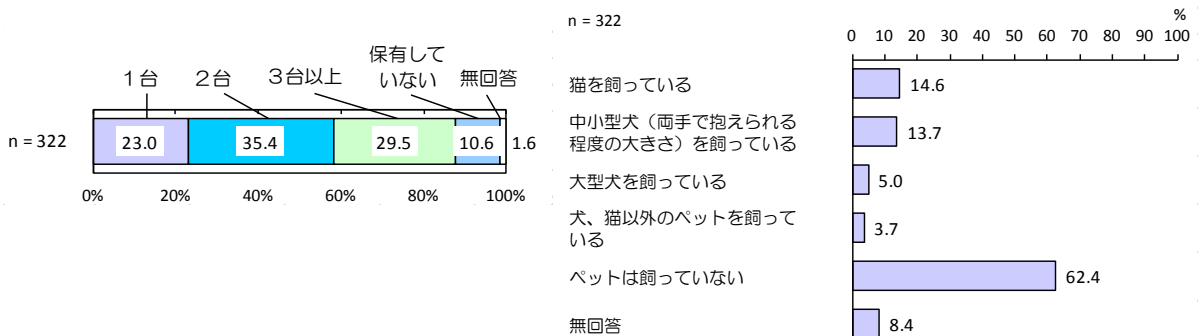 保有して
１台 ２台 ３台以上 いない 無回答
n = 322 23.0 35.4 29.5 10.6 1.6
0% 20% 40% 60% 80% 100%
n = 322
%
0 10 20 30 40 50 60 70 80 90 100
猫を飼っている 14.6
中小型犬（両手で抱えられる
程度の大きさ）を飼っている 13.7
大型犬を飼っている 5.0
犬、猫以外のペットを飼って
いる 3.7
ペットは飼っていない 62.4
無回答 8.4